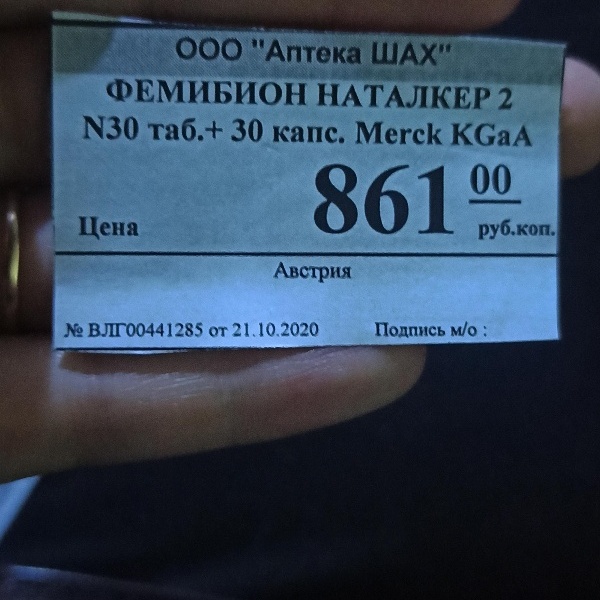 ООО "Аптека ШАХ"
ФЕМИБИОН НАТАЛКЕР 2
N30 таб.+ 30 капс. Merck KGaA
Цена 861 00 руб.коп.
Австрия
№ ВЛГ00441285 от 21.10.2020 Подпись м/о :